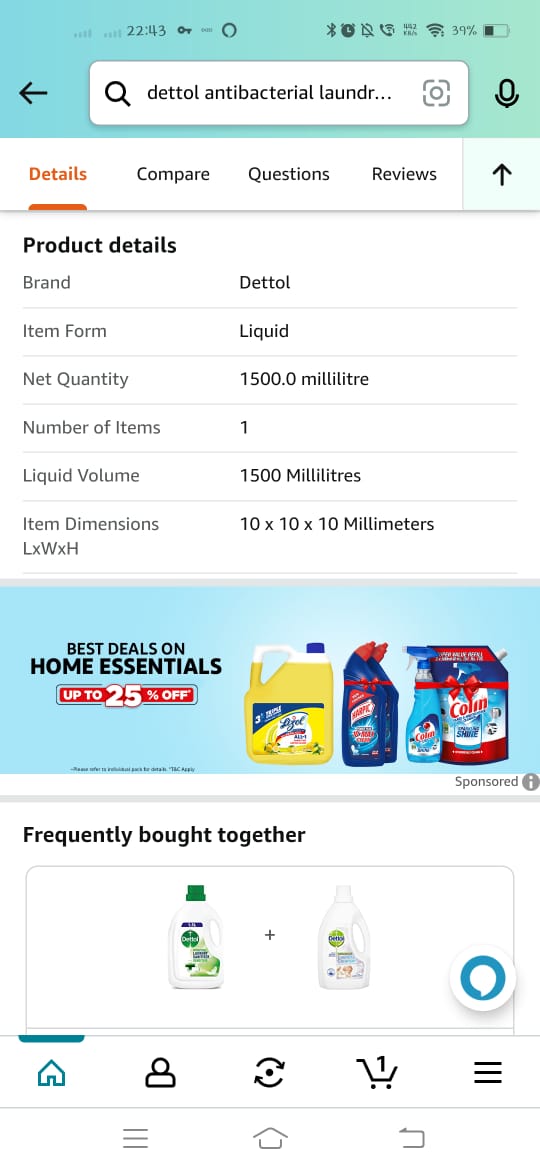 22:43
442
KB/s
39%
dettol antibacterial laundr...
Details
Compare
Questions
Reviews
Product details
Brand
Dettol
Item Form
Liquid
Net Quantity
1500.0 millilitre
Number of Items
1
Liquid Volume
1500 Millilitres
Item Dimensions
LxWxH
10 x 10 x 10 Millimeters
BEST DEALS ON
HOME ESSENTIALS
UP TO 25% OFF*
~Please refer to individual pack for details. *T&C Apply
Lizol
HARPIC
Colin
Colin
SHINE
Sponsored
Frequently bought together
Dettol
+
Dettol
1